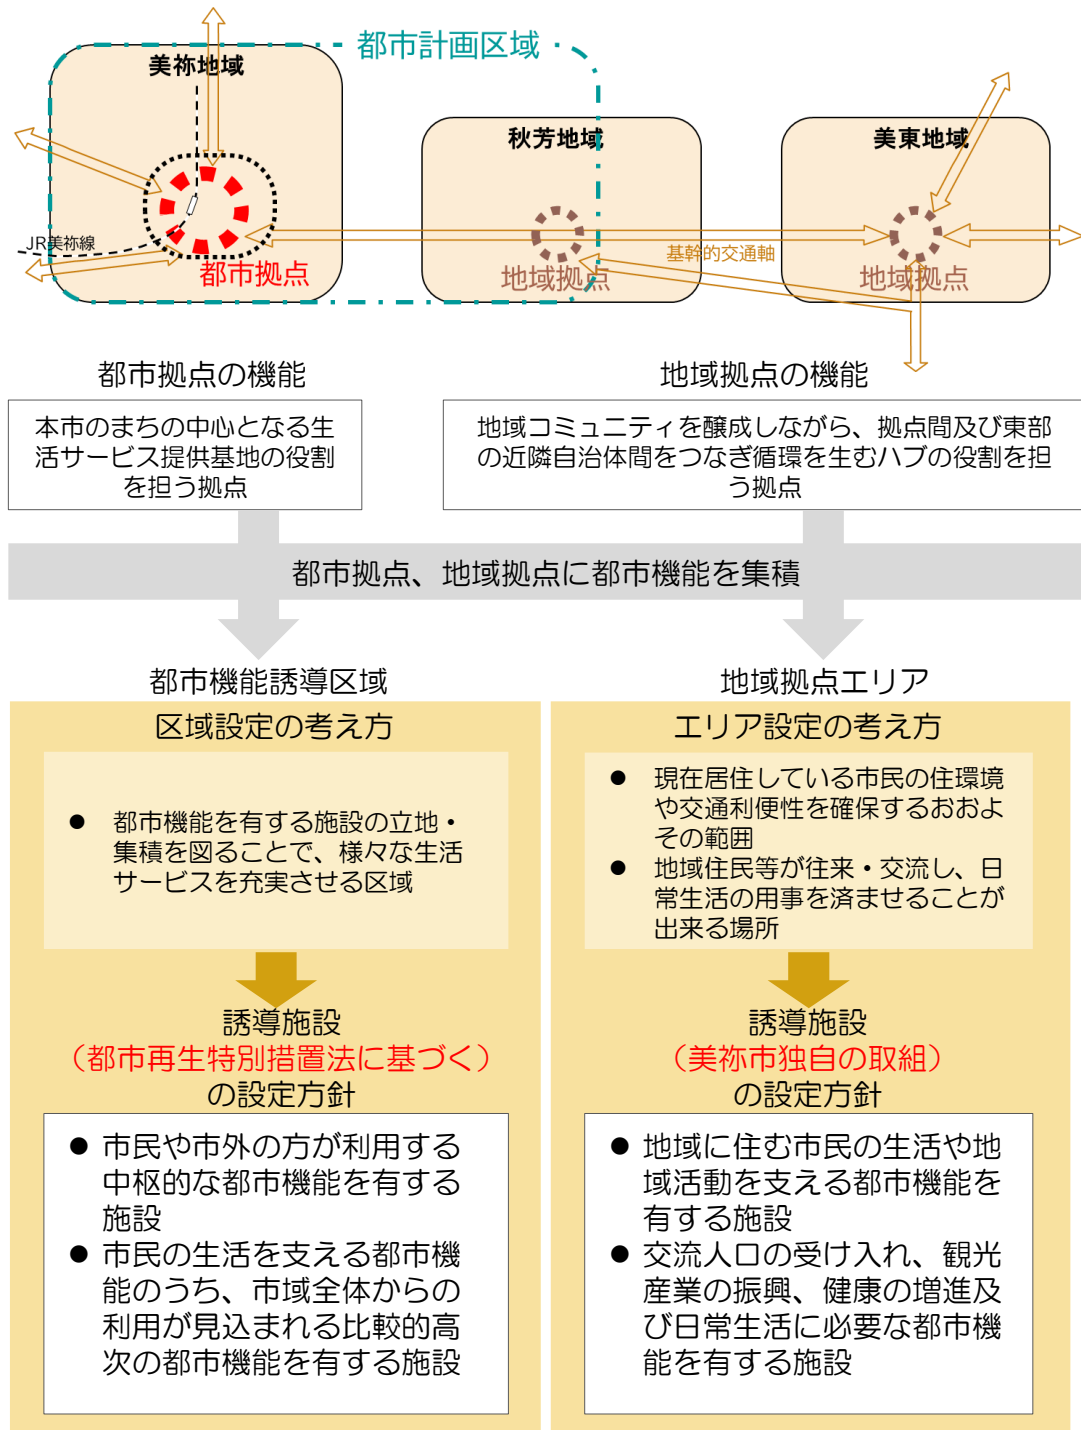 都市計画区域
美祢地域
秋芳地域
美東地域
JR美祢線
都市拠点
基幹的交通軸
地域拠点
地域拠点
都市拠点の機能
本市のまちの中心となる生
活サービス提供基地の役割
を担う拠点
地域拠点の機能
地域コミュニティを醸成しながら、拠点間及び東部
の近隣自治体間をつなぎ循環を生むハブの役割を担
う拠点
都市拠点、地域拠点に都市機能を集積
都市機能誘導区域
区域設定の考え方
● 都市機能を有する施設の立地・
集積を図ることで、様々な生活
サービスを充実させる区域
誘導施設
（都市再生特別措置法に基づく）
の設定方針
● 市民や市外の方が利用する
中枢的な都市機能を有する
施設
● 市民の生活を支える都市機
能のうち、市域全体からの
利用が見込まれる比較的高
次の都市機能を有する施設
地域拠点エリア
エリア設定の考え方
● 現在居住している市民の住環境
や交通利便性を確保するおおよ
その範囲
● 地域住民等が往来・交流し、日
常生活の用事を済ませることが
出来る場所
誘導施設
（美祢市独自の取組）
の設定方針
● 地域に住む市民の生活や地
域活動を支える都市機能を
有する施設
● 交流人口の受け入れ、観光
産業の振興、健康の増進及
び日常生活に必要な都市機
能を有する施設